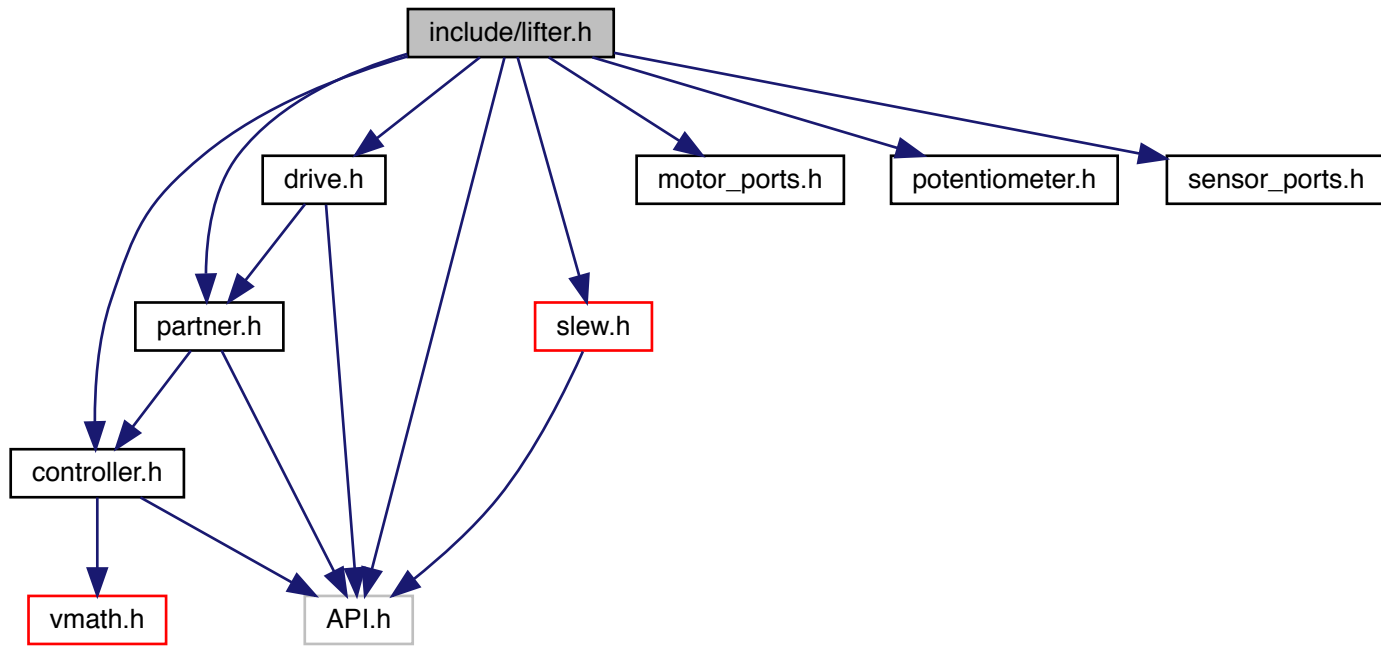 include/lifter.h
drive.h
motor_ports.h
potentiometer.h
sensor_ports.h
partner.h
slew.h
controller.h
vmath.h
API.h